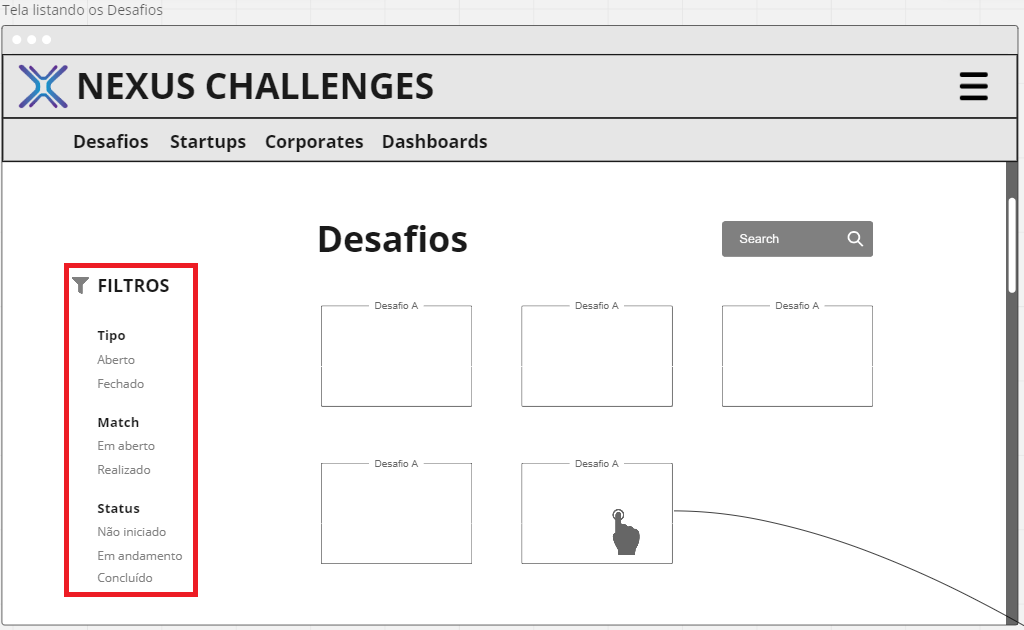 Tela listando os Desafios
NEXUS CHALLENGES
Desafios Startups Corporates Dashboards
Desafios
Search
FILTROS
Tipo
Aberto
Fechado
Match
Em aberto
Realizado
Status
Não iniciado
Em andamento
Concluído
Desafio A
Desafio A
Desafio A
Desafio A
Desafio A